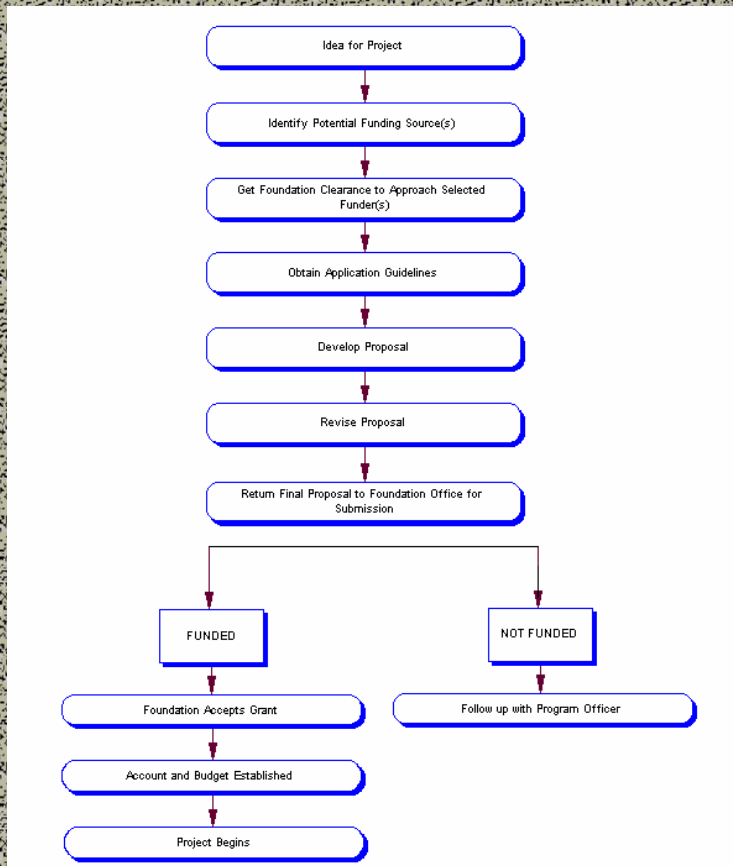 Idea for Project
Identify Potential Funding Source(s)
Get Foundation Clearance to Approach Selected
Funder(s)
Obtain Application Guidelines
Develop Proposal
Revise Proposal
Return Final Proposal to Foundation Office for
Submission
FUNDED
NOT FUNDED
Foundation Accepts Grant
Follow up with Program Officer
Account and Budget Established
Project Begins